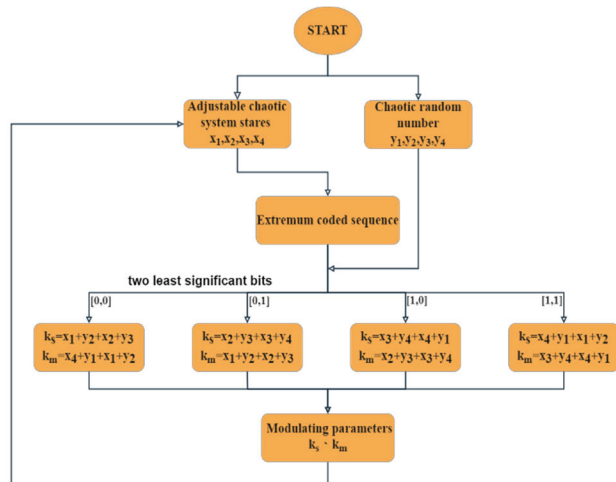 START
Adjustable chaotic
system stares
x₁,x₂,x₃,x₄
Chaotic random
number
y₁,y₂,y₃,y₄
Extremum coded sequence
two least significant bits
[0,0]
[0,1]
[1,0]
[1,1]
kₛ=x₁+y₂+x₂+y₃
kₘ=x₄+y₁+x₁+y₂
kₛ=x₂+y₃+x₃+y₄
kₘ=x₁+y₂+x₂+y₃
kₛ=x₃+y₄+x₄+y₁
kₘ=x₂+y₃+x₃+y₄
kₛ=x₄+y₁+x₁+y₂
kₘ=x₃+y₄+x₄+y₁
Modulating parameters
kₛ、kₘ